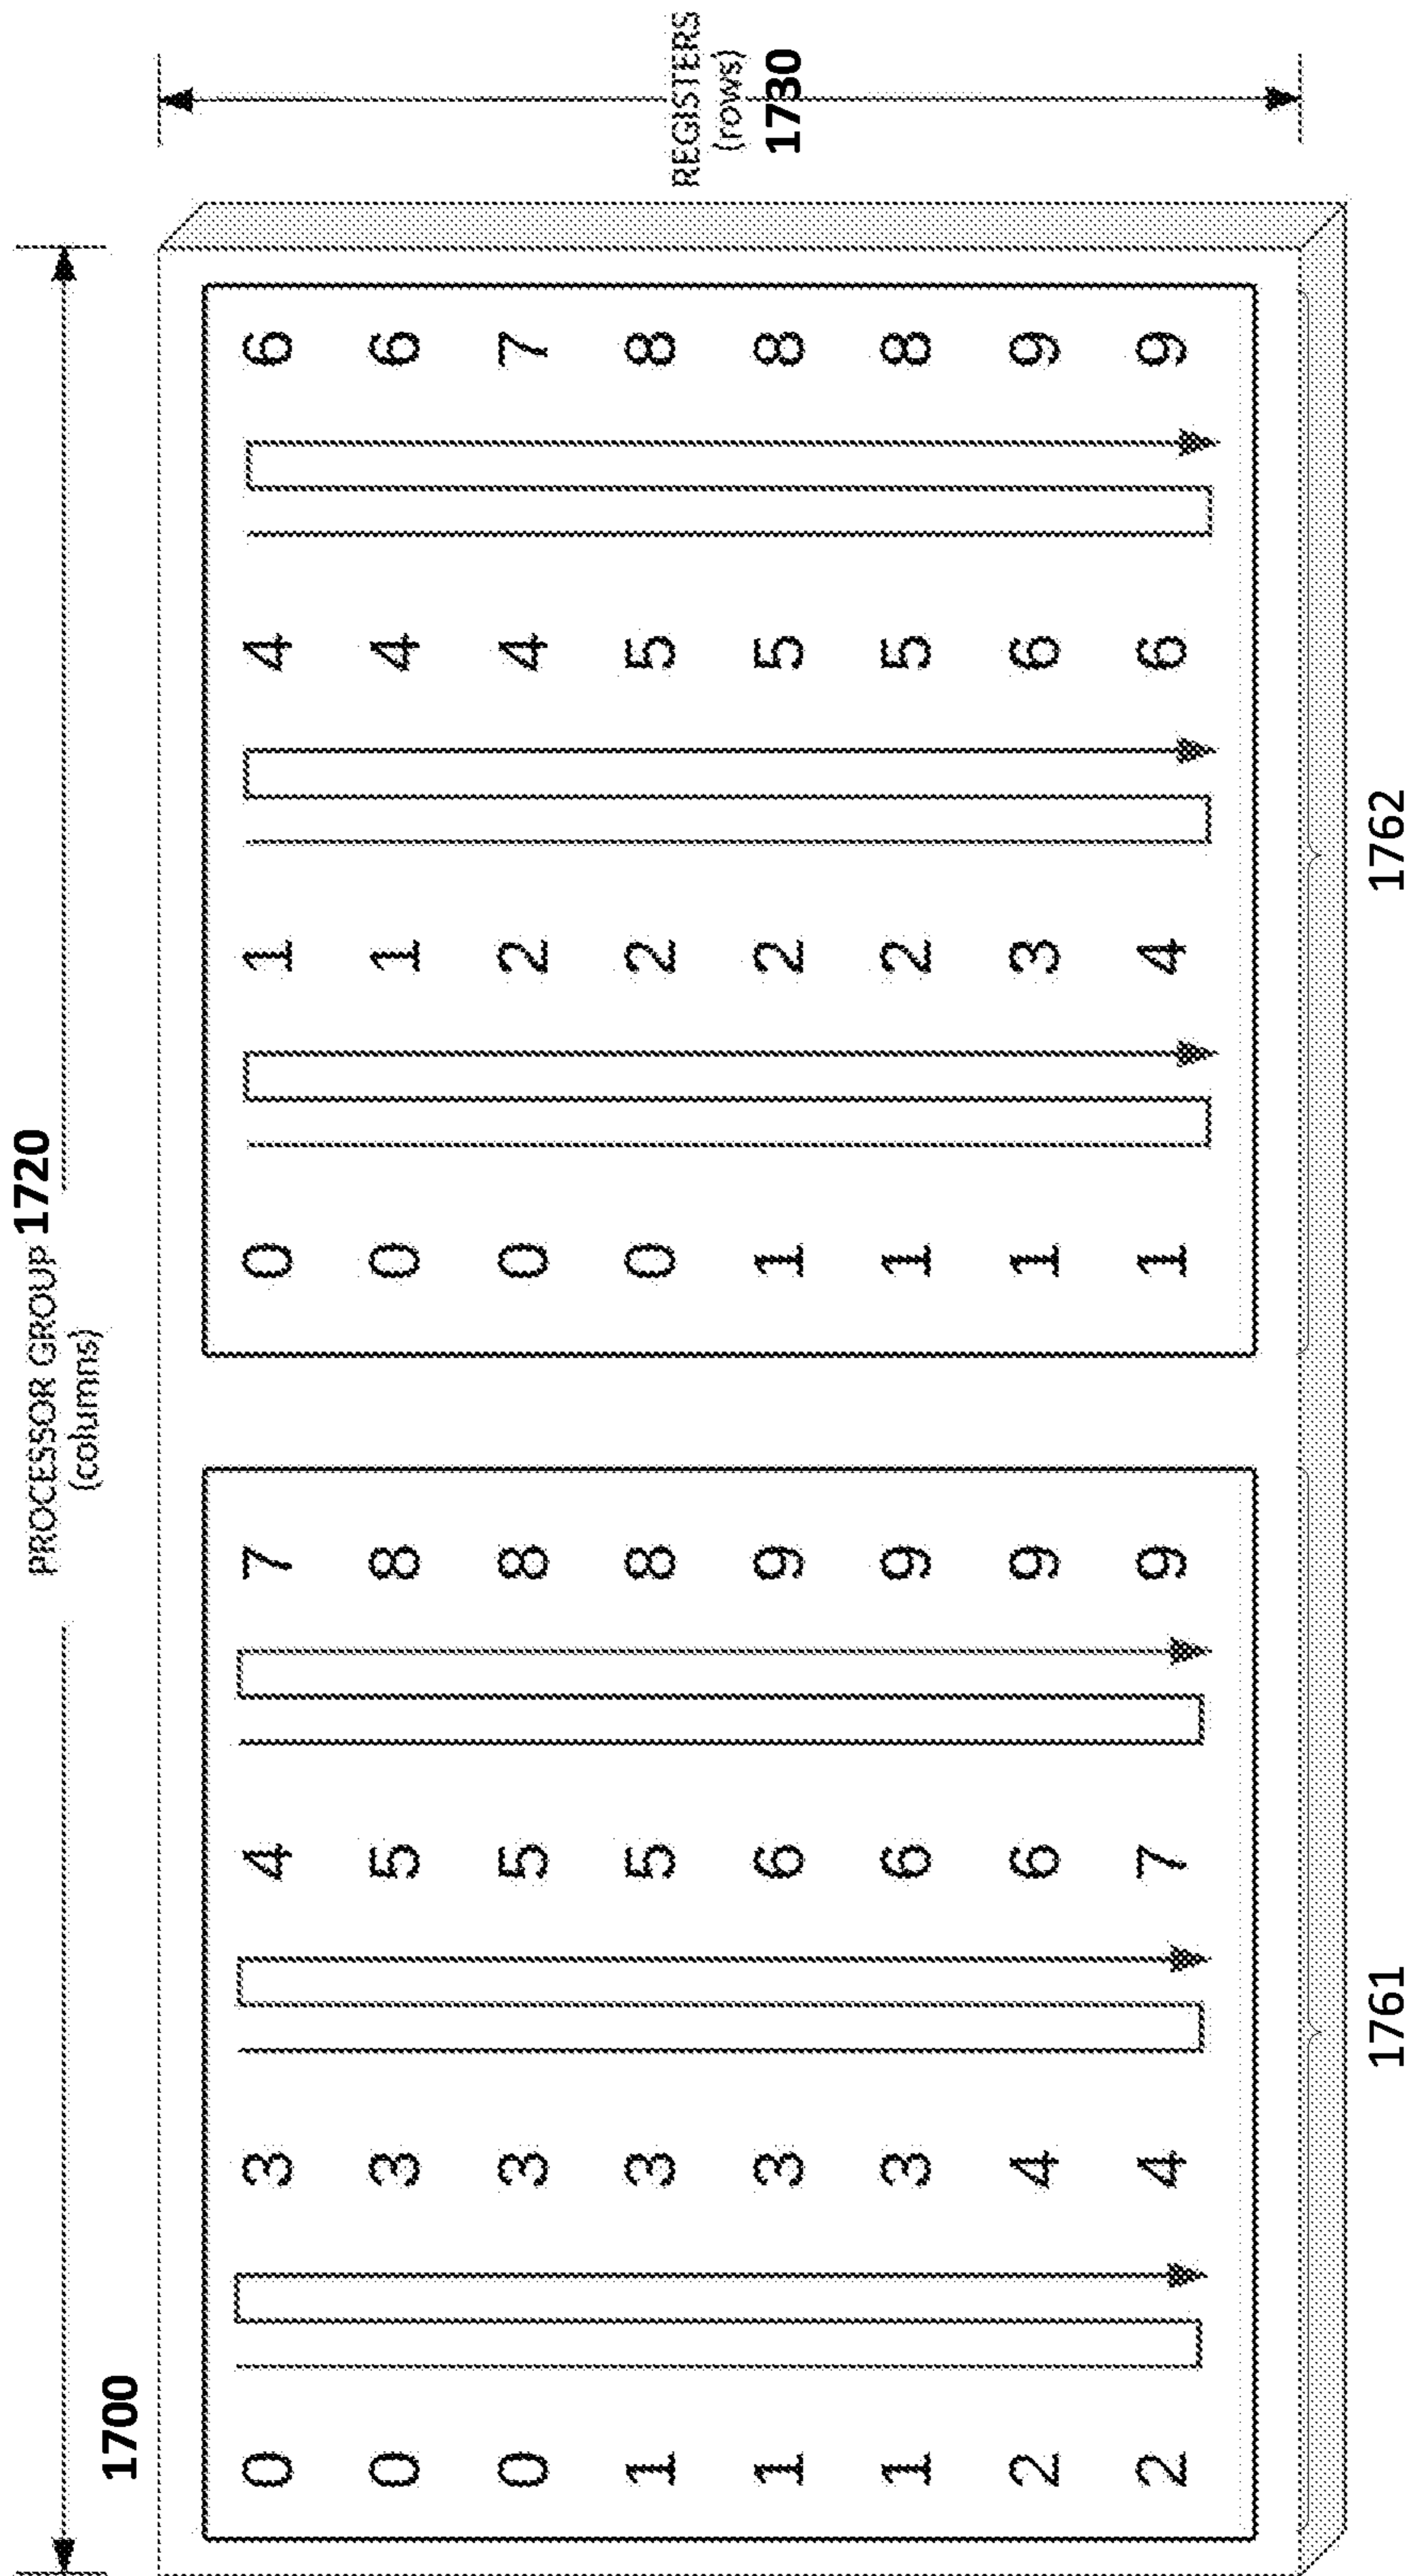 PROCESSOR GROUP 1720
(columns)
1700
0 3 4 7 0 1 4 6
0 3 5 8 0 1 4 6
0 3 5 8 0 2 4 7
1 3 5 8 0 2 5 8
1 3 6 9 1 2 5 8
1 3 6 9 1 2 5 8
2 4 6 9 1 3 6 9
2 4 7 9 1 4 6 9
REGISTERS
(rows)
1730
1761 1762